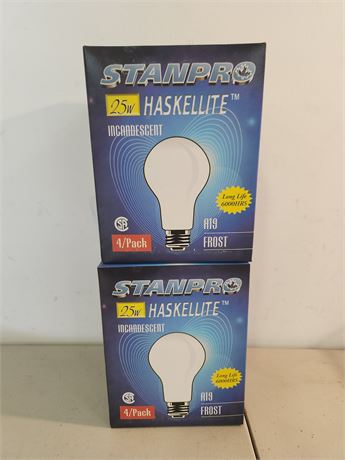 STANPRO
25W HASKELLITE™
INCANDESCENT
Long Life
6000HRS
A19
4/Pack
FROST
STANPRO
25W HASKELLITE™
INCANDESCENT
Long Life
6000HRS
A19
4/Pack
FROST